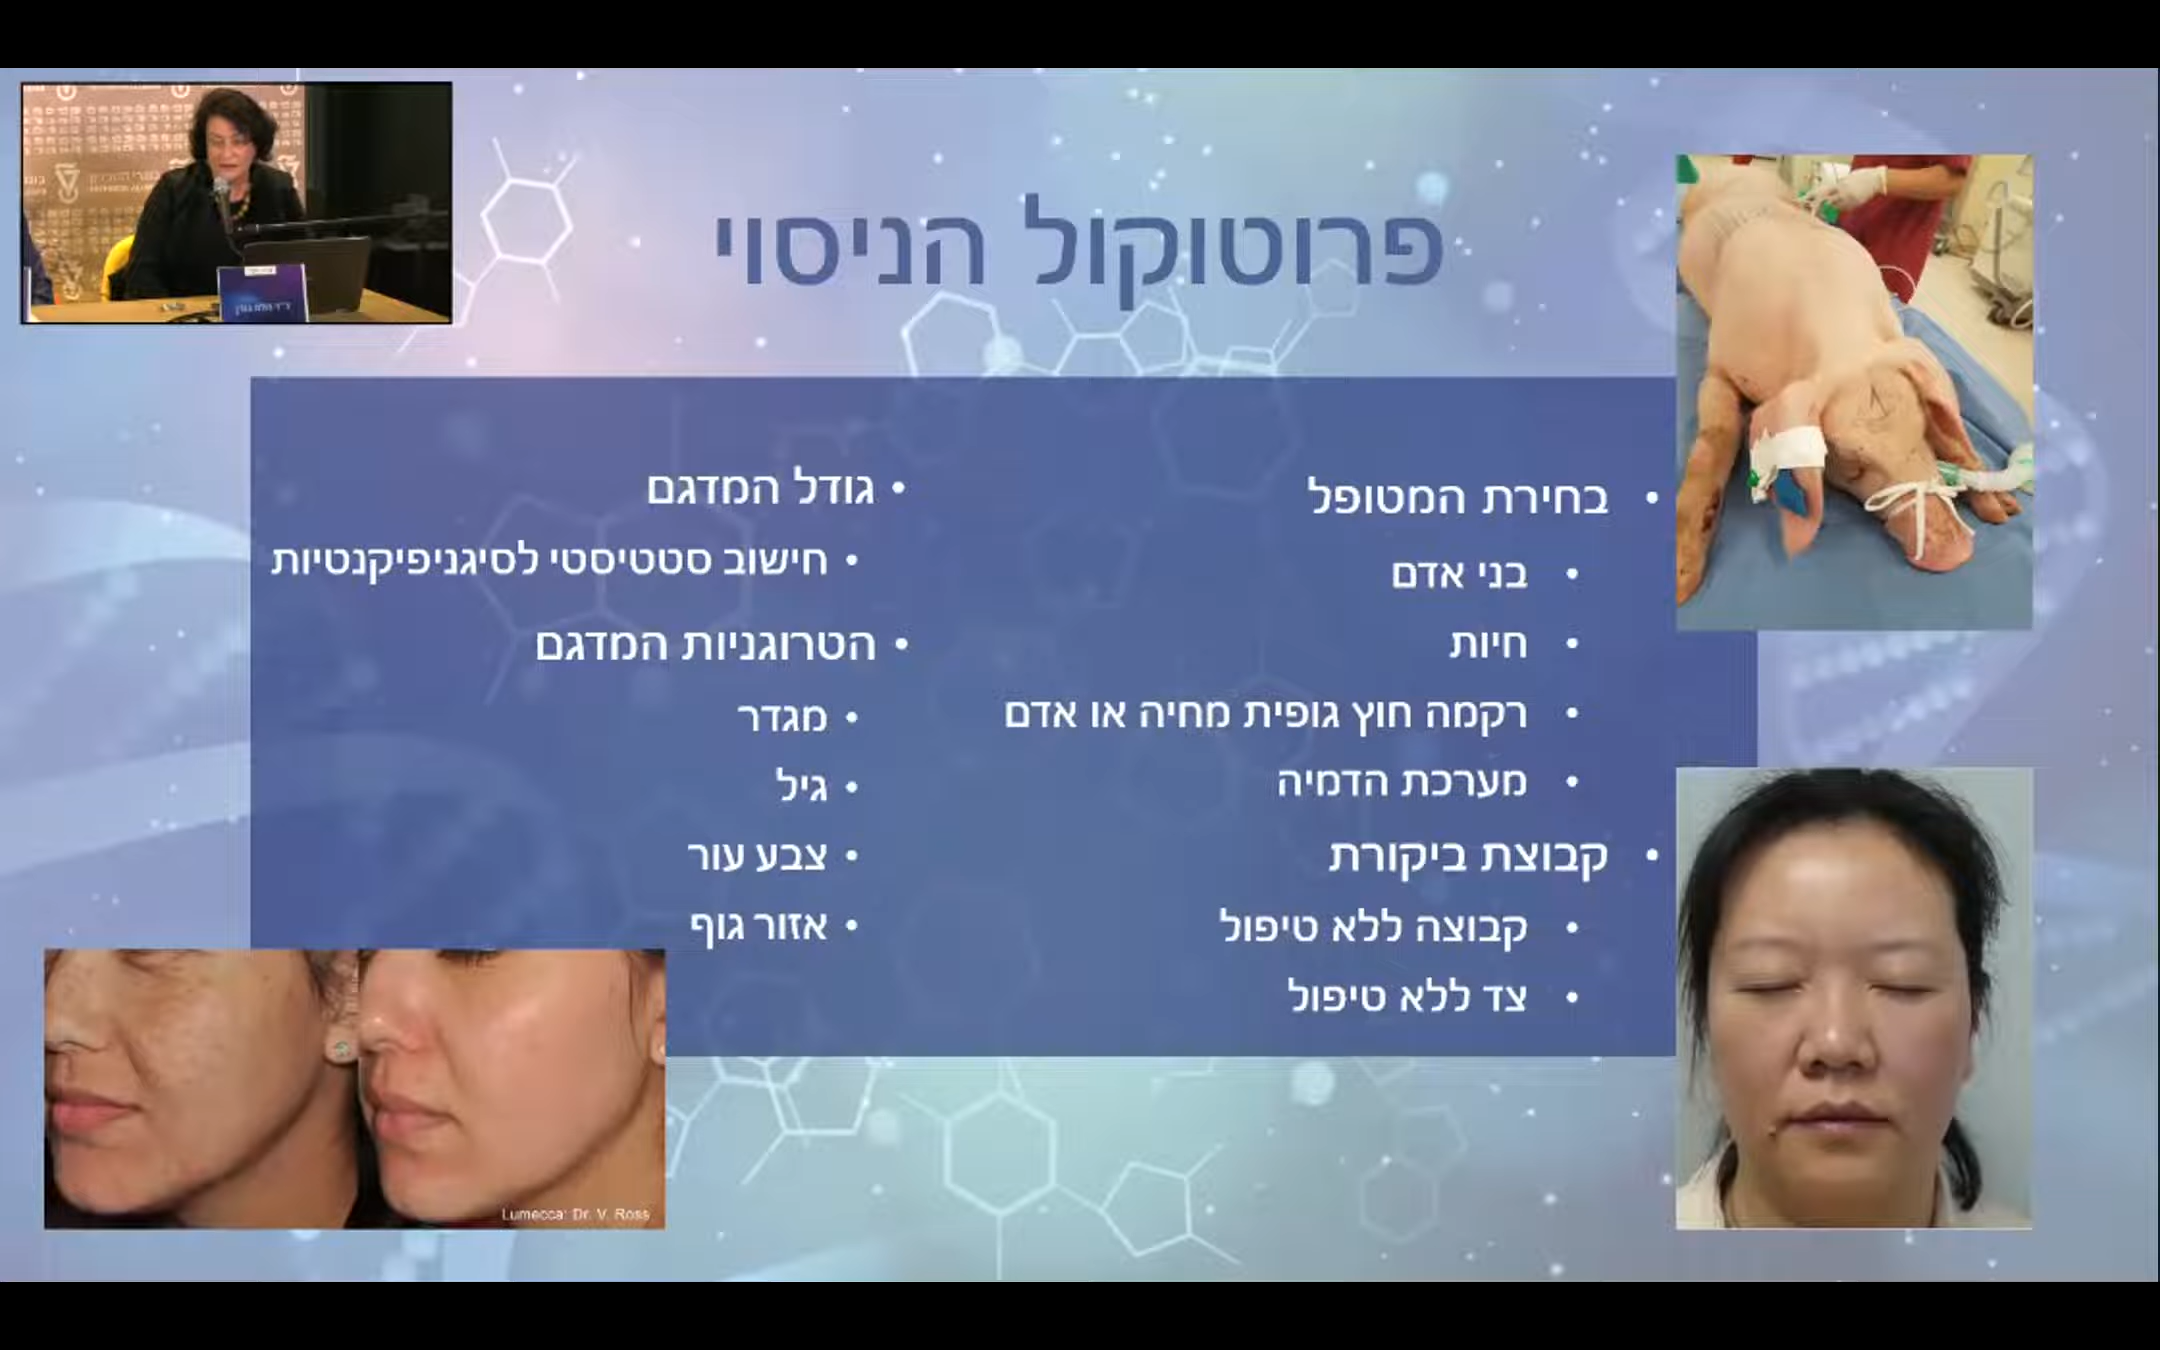 פרוטוקול הניסוי
• בחירת המטופל
• בני אדם
• חיות
• רקמה חוץ גופית מחיה או אדם
• מערכת הדמיה
• קבוצת ביקורת
• קבוצה ללא טיפול
• צד ללא טיפול
• גודל המדגם
• חישוב סטטיסטי לסיגניפיקנטיות
• הטרוגניות המדגם
• מגדר
• גיל
• צבע עור
• אזור גוף
Lumecca: Dr. V. Ross